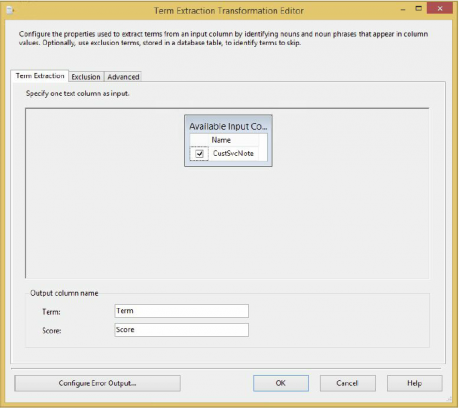 Term Extraction Transformation Editor
Configure the properties used to extract terms from an input column by identifying nouns and noun phrases that appear in column
values. Optionally, use exclusion terms, stored in a database table, to identify terms to skip.
Term Extraction Exclusion Advanced
Specify one text column as input.
Available Input Co...
Name
CustSvcNote
Output column name
Term: Term
Score: Score
Configure Error Output... OK Cancel Help